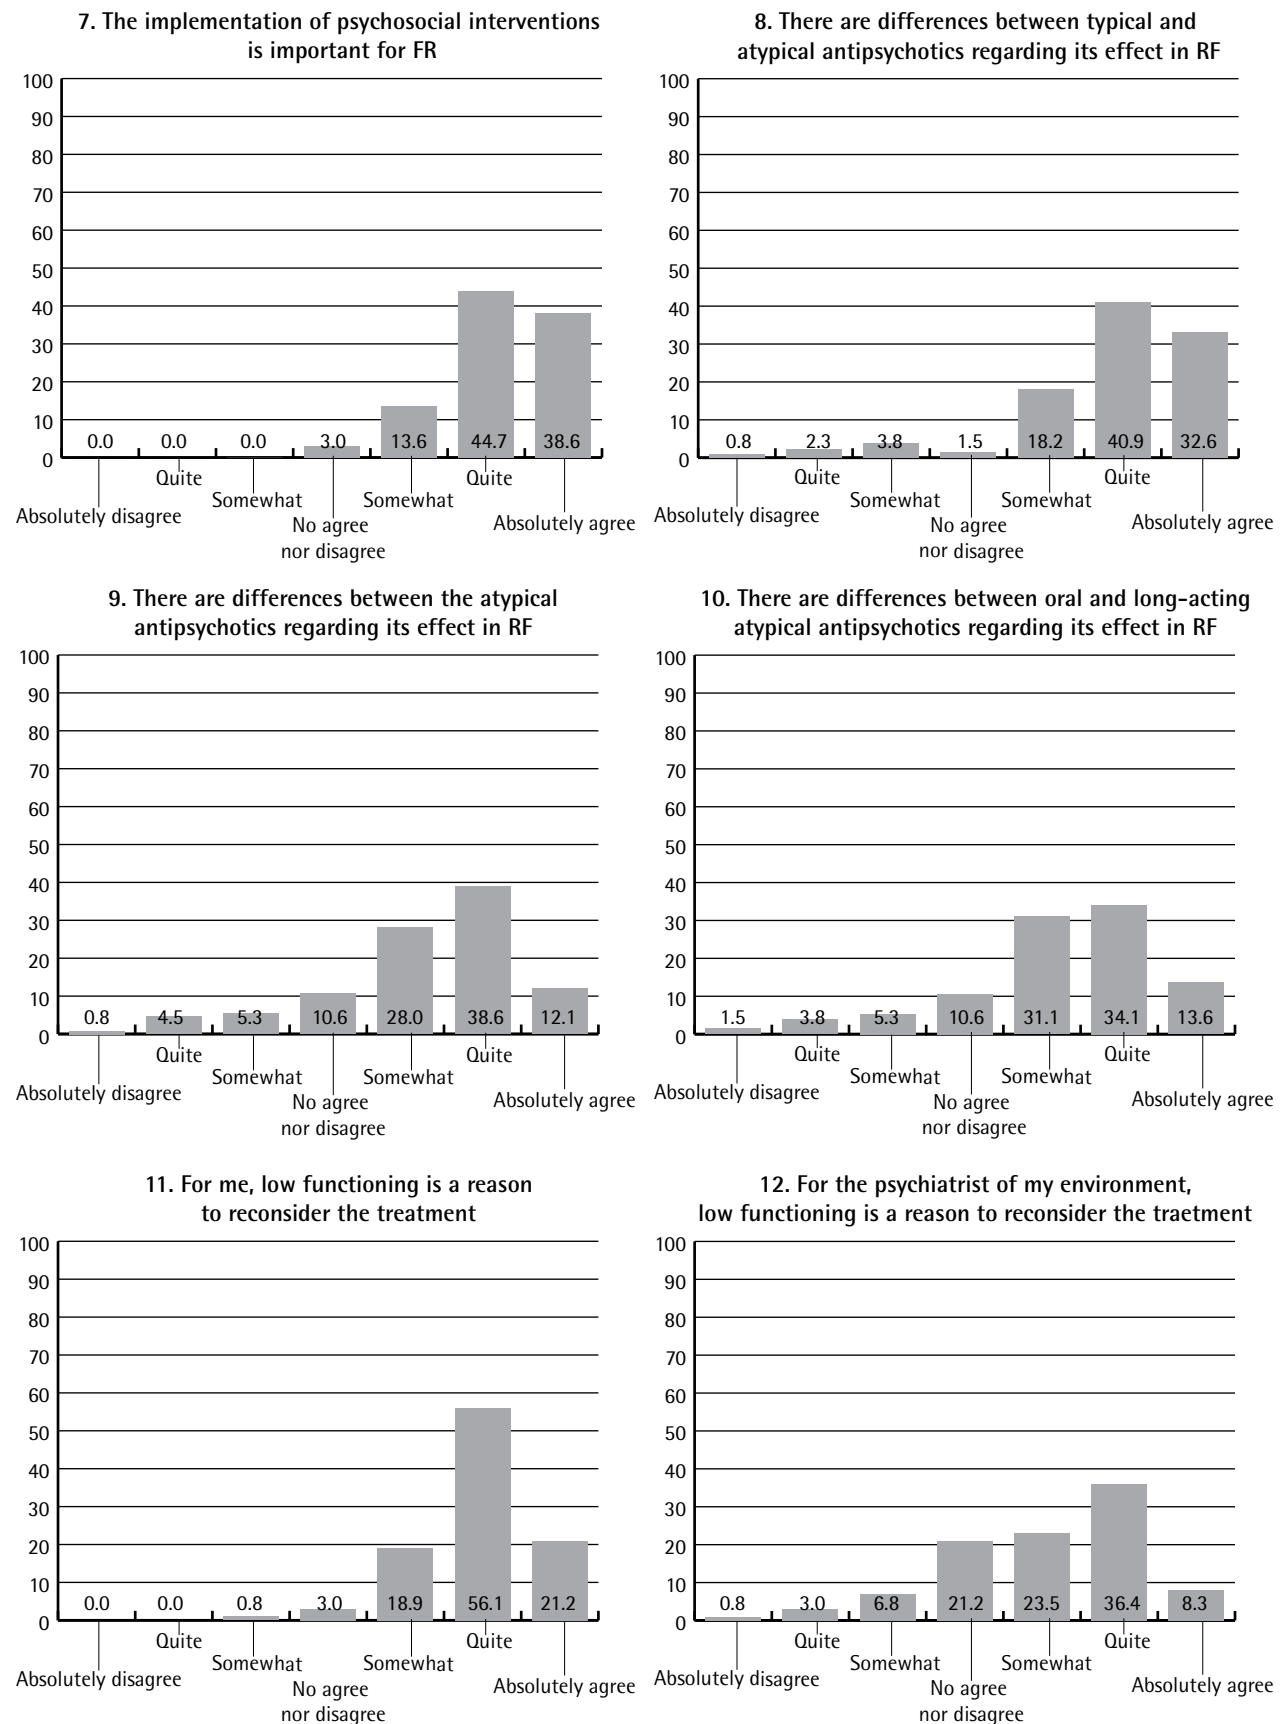 7. The implementation of psychosocial interventions
is important for FR
100
90
80
70
60
50
40
30
20
10
0
0.0 0.0 0.0 3.0 13.6 44.7 38.6
Quite Quite
Somewhat Somewhat
Absolutely disagree Absolutely agree
No agree
nor disagree
8. There are differences between typical and
atypical antipsychotics regarding its effect in RF
100
90
80
70
60
50
40
30
20
10
0
0.8 2.3 3.8 1.5 18.2 40.9 32.6
Quite Quite
Somewhat Somewhat
Absolutely disagree Absolutely agree
No agree
nor disagree
9. There are differences between the atypical
antipsychotics regarding its effect in RF
100
90
80
70
60
50
40
30
20
10
0
0.8 4.5 5.3 10.6 28.0 38.6 12.1
Quite Quite
Somewhat Somewhat
Absolutely disagree Absolutely agree
No agree
nor disagree
10. There are differences between oral and long-acting
atypical antipsychotics regarding its effect in RF
100
90
80
70
60
50
40
30
20
10
0
1.5 3.8 5.3 10.6 31.1 34.1 13.6
Quite Quite
Somewhat Somewhat
Absolutely disagree Absolutely agree
No agree
nor disagree
11. For me, low functioning is a reason
to reconsider the treatment
100
90
80
70
60
50
40
30
20
10
0
0.0 0.0 0.8 3.0 18.9 56.1 21.2
Quite Quite
Somewhat Somewhat
Absolutely disagree Absolutely agree
No agree
nor disagree
12. For the psychiatrist of my environment,
low functioning is a reason to reconsider the traetment
100
90
80
70
60
50
40
30
20
10
0
0.8 3.0 6.8 21.2 23.5 36.4 8.3
Quite Quite
Somewhat Somewhat
Absolutely disagree Absolutely agree
No agree
nor disagree